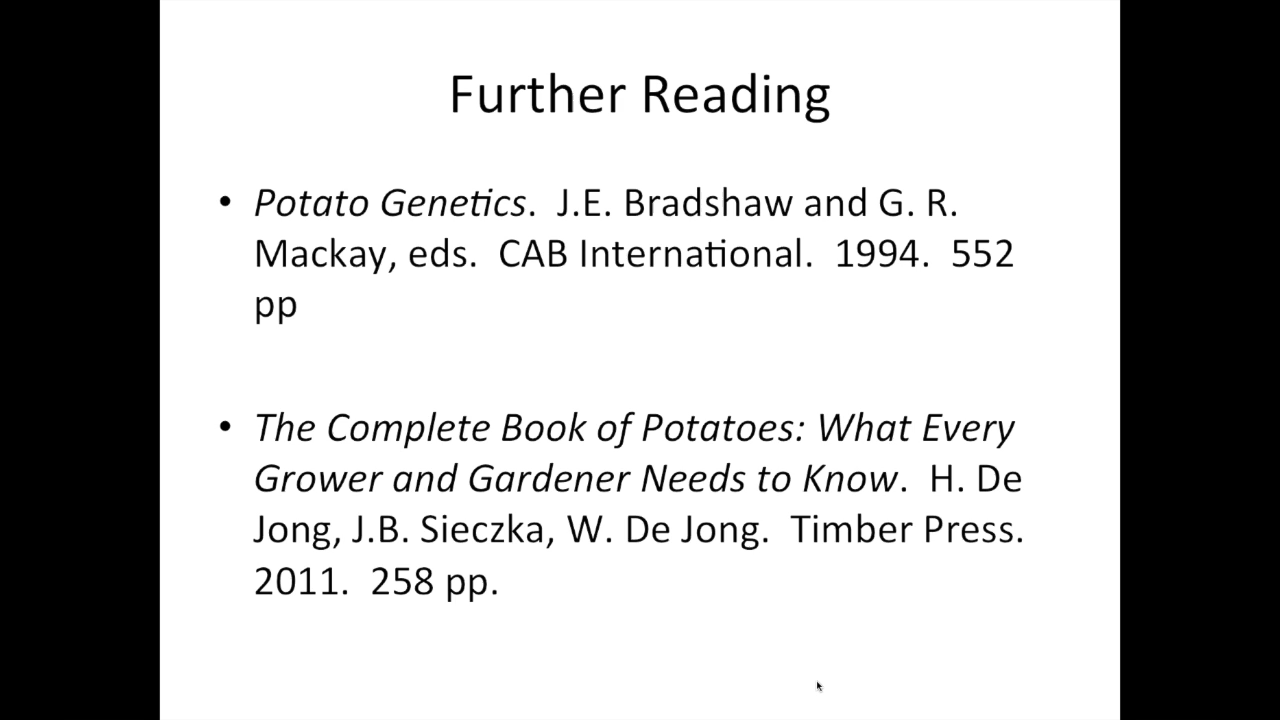 Further Reading
• Potato Genetics.  J.E. Bradshaw and G. R.
Mackay, eds.  CAB International.  1994.  552
pp
• The Complete Book of Potatoes: What Every
Grower and Gardener Needs to Know.  H. De
Jong, J.B. Sieczka, W. De Jong.  Timber Press.
2011.  258 pp.